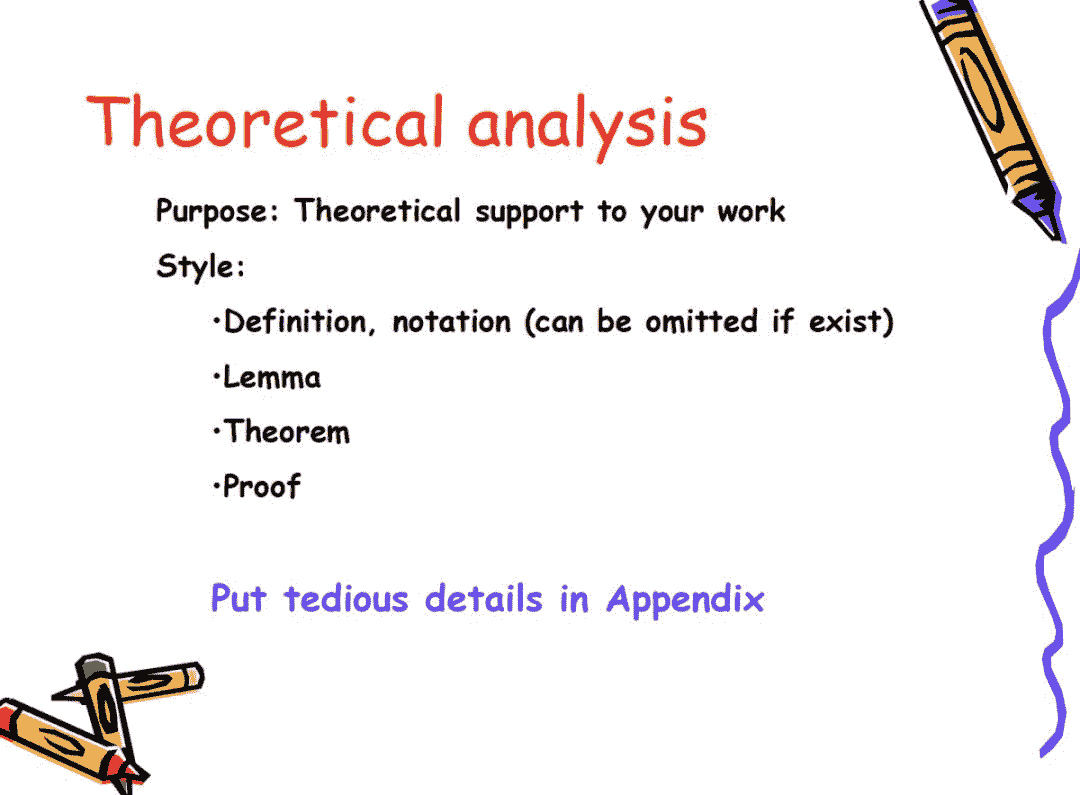 Theoretical analysis
Purpose: Theoretical support to your work
Style:
•Definition, notation (can be omitted if exist)
•Lemma
•Theorem
•Proof
Put tedious details in Appendix